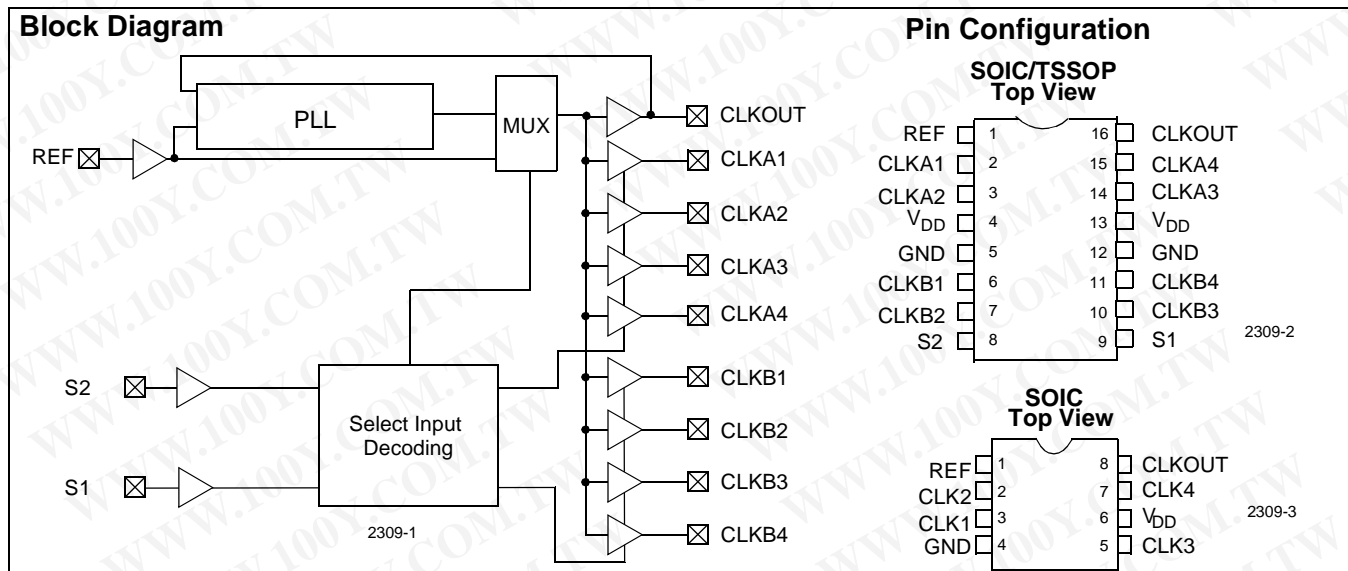 Block Diagram
PLL
MUX
REF
S2
S1
Select Input
Decoding
2309-1
CLKOUT
CLKA1
CLKA2
CLKA3
CLKA4
CLKB1
CLKB2
CLKB3
CLKB4
Pin Configuration
SOIC/TSSOP
Top View
REF 1 16 CLKOUT
CLKA1 2 15 CLKA4
CLKA2 3 14 CLKA3
VDD 4 13 VDD
GND 5 12 GND
CLKB1 6 11 CLKB4
CLKB2 7 10 CLKB3
S2 8 9 S1
2309-2
SOIC
Top View
REF 1 8 CLKOUT
CLK2 2 7 CLK4
CLK1 3 6 VDD
GND 4 5 CLK3
2309-3
WWW.100Y.COM.TW